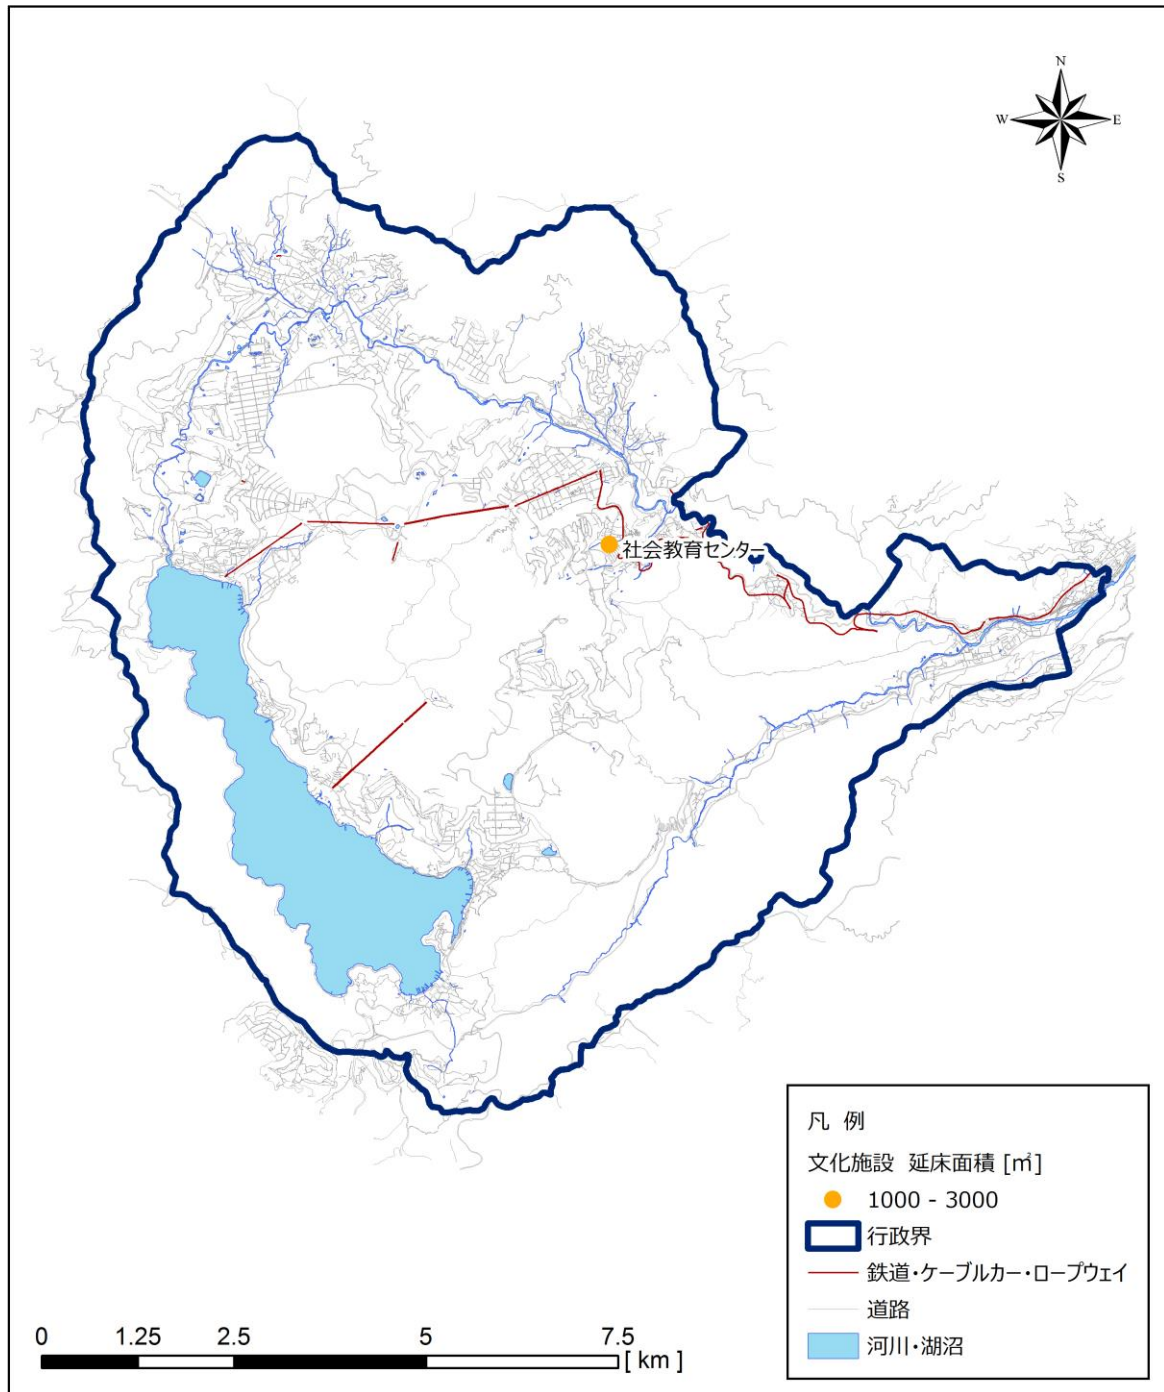 N
W
E
S
社会教育センター
凡 例
文化施設 延床面積 [㎡]
1000 - 3000
行政界
鉄道・ケーブルカー・ロープウェイ
道路
河川・湖沼
0 1.25 2.5 5 7.5
[ km ]